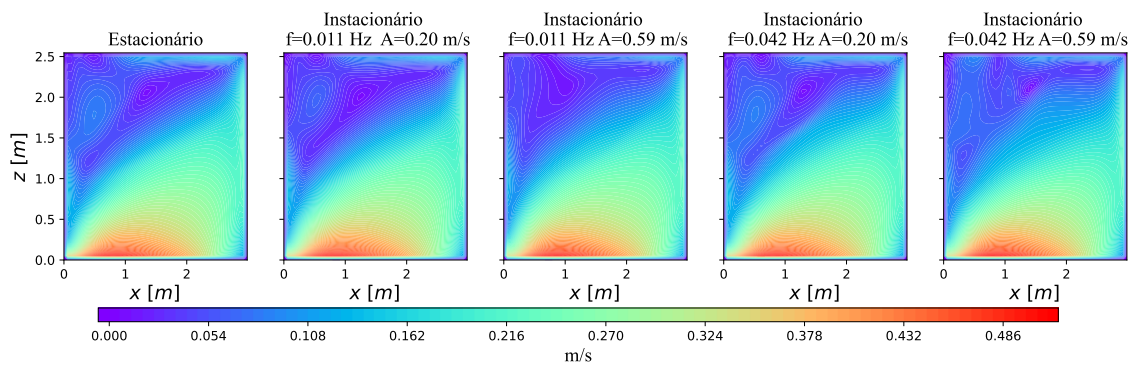 Estacionário
Instacionário
f=0.011 Hz  A=0.20 m/s
Instacionário
f=0.011 Hz A=0.59 m/s
Instacionário
f=0.042 Hz A=0.20 m/s
Instacionário
f=0.042 Hz A=0.59 m/s
2.5
2.0
1.5
1.0
0.5
0.0
z [m]
0 1 2
0 1 2
0 1 2
0 1 2
0 1 2
x [m]
x [m]
x [m]
x [m]
x [m]
0.000 0.054 0.108 0.162 0.216 0.270 0.324 0.378 0.432 0.486
m/s